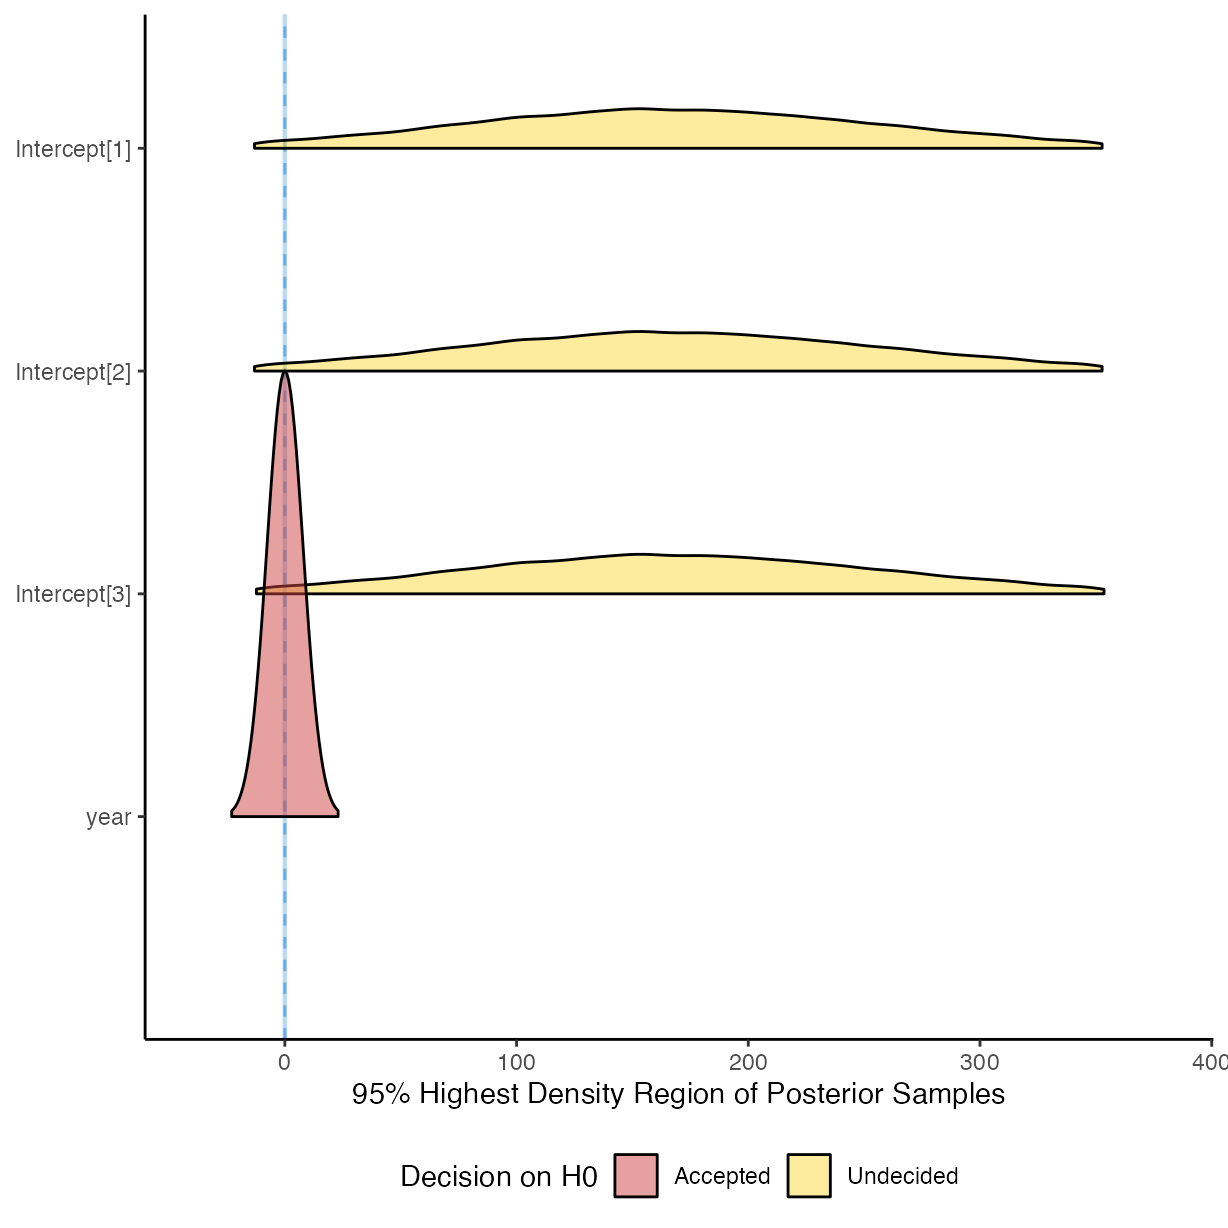 Intercept[1]
Intercept[2]
Intercept[3]
year
0 100 200 300 400
95% Highest Density Region of Posterior Samples
Decision on H0 Accepted Undecided